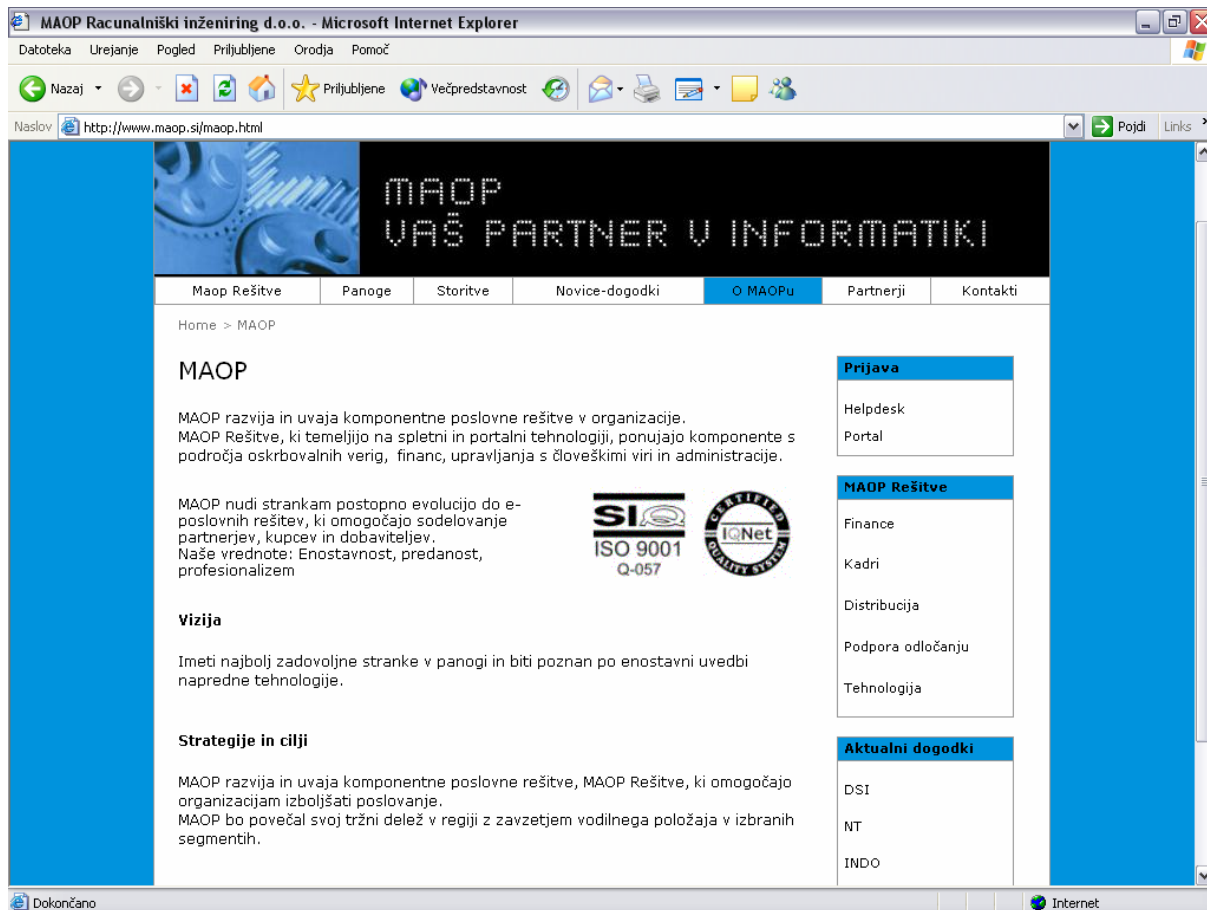 MAOP Racunalniški inženiring d.o.o. - Microsoft Internet Explorer
Datoteka Urejanje Pogled Priljubljene Orodja Pomoč
Nazaj Priljubljene Večpredstavnost
Naslov http://www.maop.si/maop.html Pojdi Links
MAOP
VAŠ PARTNER V INFORMATIKI
Maop Rešitve Panoge Storitve Novice-dogodki O MAOPu Partnerji Kontakti
Home > MAOP
MAOP
MAOP razvija in uvaja komponentne poslovne rešitve v organizacije.
MAOP Rešitve, ki temeljijo na spletni in portalni tehnologiji, ponujajo komponente s
področja oskrbovalnih verig, financ, upravljanja s človeškimi viri in administracije.
MAOP nudi strankam postopno evolucijo do e-
poslovnih rešitev, ki omogočajo sodelovanje
partnerjev, kupcev in dobaviteljev.
Naše vrednote: Enostavnost, predanost,
profesionalizem
SIQ
ISO 9001
Q-057
CERTIFIED
IQNet
QUALITY SYSTEM
Vizija
Imeti najbolj zadovoljne stranke v panogi in biti poznan po enostavni uvedbi
napredne tehnologije.
Strategije in cilji
MAOP razvija in uvaja komponentne poslovne rešitve, MAOP Rešitve, ki omogočajo
organizacijam izboljšati poslovanje.
MAOP bo povečal svoj tržni delež v regiji z zavzetjem vodilnega položaja v izbranih
segmentih.
Prijava
Helpdesk
Portal
MAOP Rešitve
Finance
Kadri
Distribucija
Podpora odločanju
Tehnologija
Aktualni dogodki
DSI
NT
INDO
Dokončano Internet